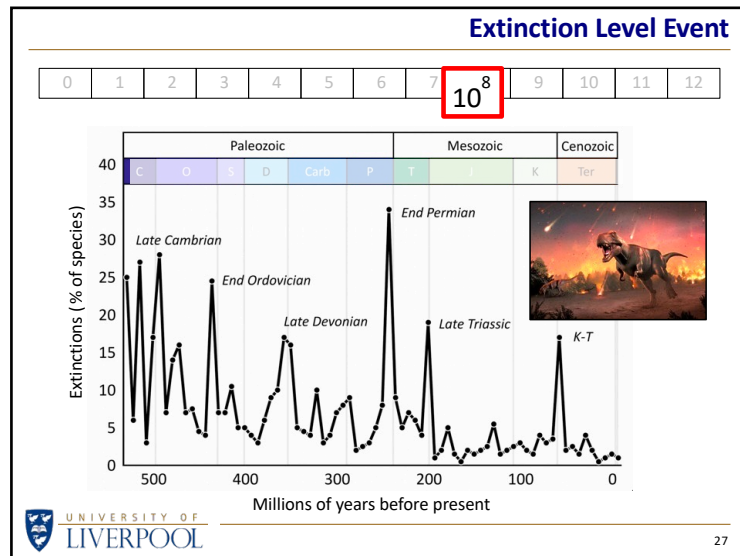 Extinction Level Event
0 1 2 3 4 5 6 7 10⁸ 9 10 11 12
Paleozoic Mesozoic Cenozoic
C O S D Carb P T J K Ter
Extinctions (% of species)
40
35
30
25
20
15
10
5
0
Late Cambrian
End Ordovician
Late Devonian
End Permian
Late Triassic
K-T
500 400 300 200 100 0
Millions of years before present
UNIVERSITY OF
LIVERPOOL
27